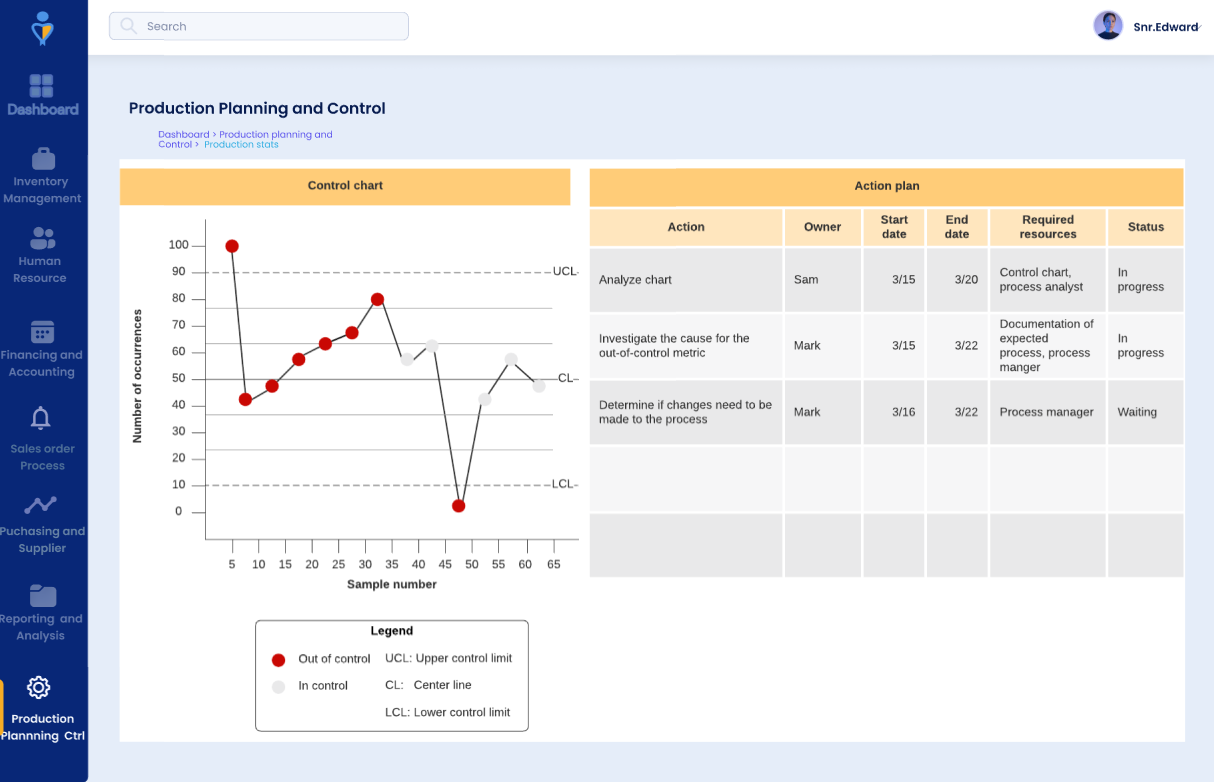 Search
Snr.Edward
Dashboard
Inventory
Management
Human
Resource
Financing and
Accounting
Sales order
Process
Puchasing and
Supplier
Reporting and
Analysis
Production
Plannning Ctrl
Production Planning and Control
Dashboard > Production planning and
Control > Production stats
Control chart
Number of occurrences
100
90
80
70
60
50
40
30
20
10
0
UCL
CL
LCL
5 10 15 20 25 30 35 40 45 50 55 60 65
Sample number
Legend
Out of control UCL: Upper control limit
In control CL: Center line
LCL: Lower control limit
Action plan
Action Owner Start date End date Required resources Status
Analyze chart Sam 3/15 3/20 Control chart, process analyst In progress
Investigate the cause for the out-of-control metric Mark 3/15 3/22 Documentation of expected process, process manger In progress
Determine if changes need to be made to the process Mark 3/16 3/22 Process manager Waiting